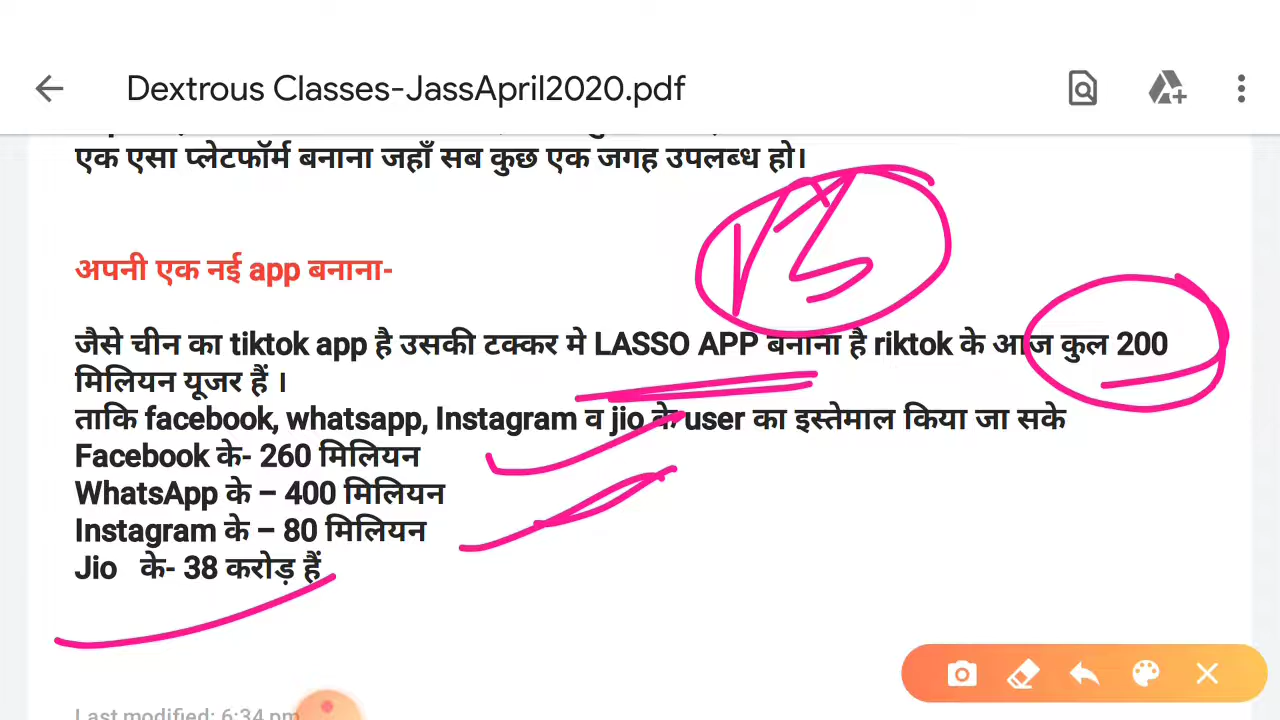 Dextrous Classes-JassApril2020.pdf
एक एसा प्लेटफॉर्म बनाना जहाँ सब कुछ एक जगह उपलब्ध हो।
अपनी एक नई app बनाना-
जैसे चीन का tiktok app है उसकी टक्कर मे LASSO APP बनाना है riktok के आज कुल 200
मिलियन यूजर हैं ।
ताकि facebook, whatsapp, Instagram व jio के user का इस्तेमाल किया जा सके
Facebook के- 260 मिलियन
WhatsApp के – 400 मिलियन
Instagram के – 80 मिलियन
Jio के- 38 करोड़ हैं
Last modified: 6:34 pm